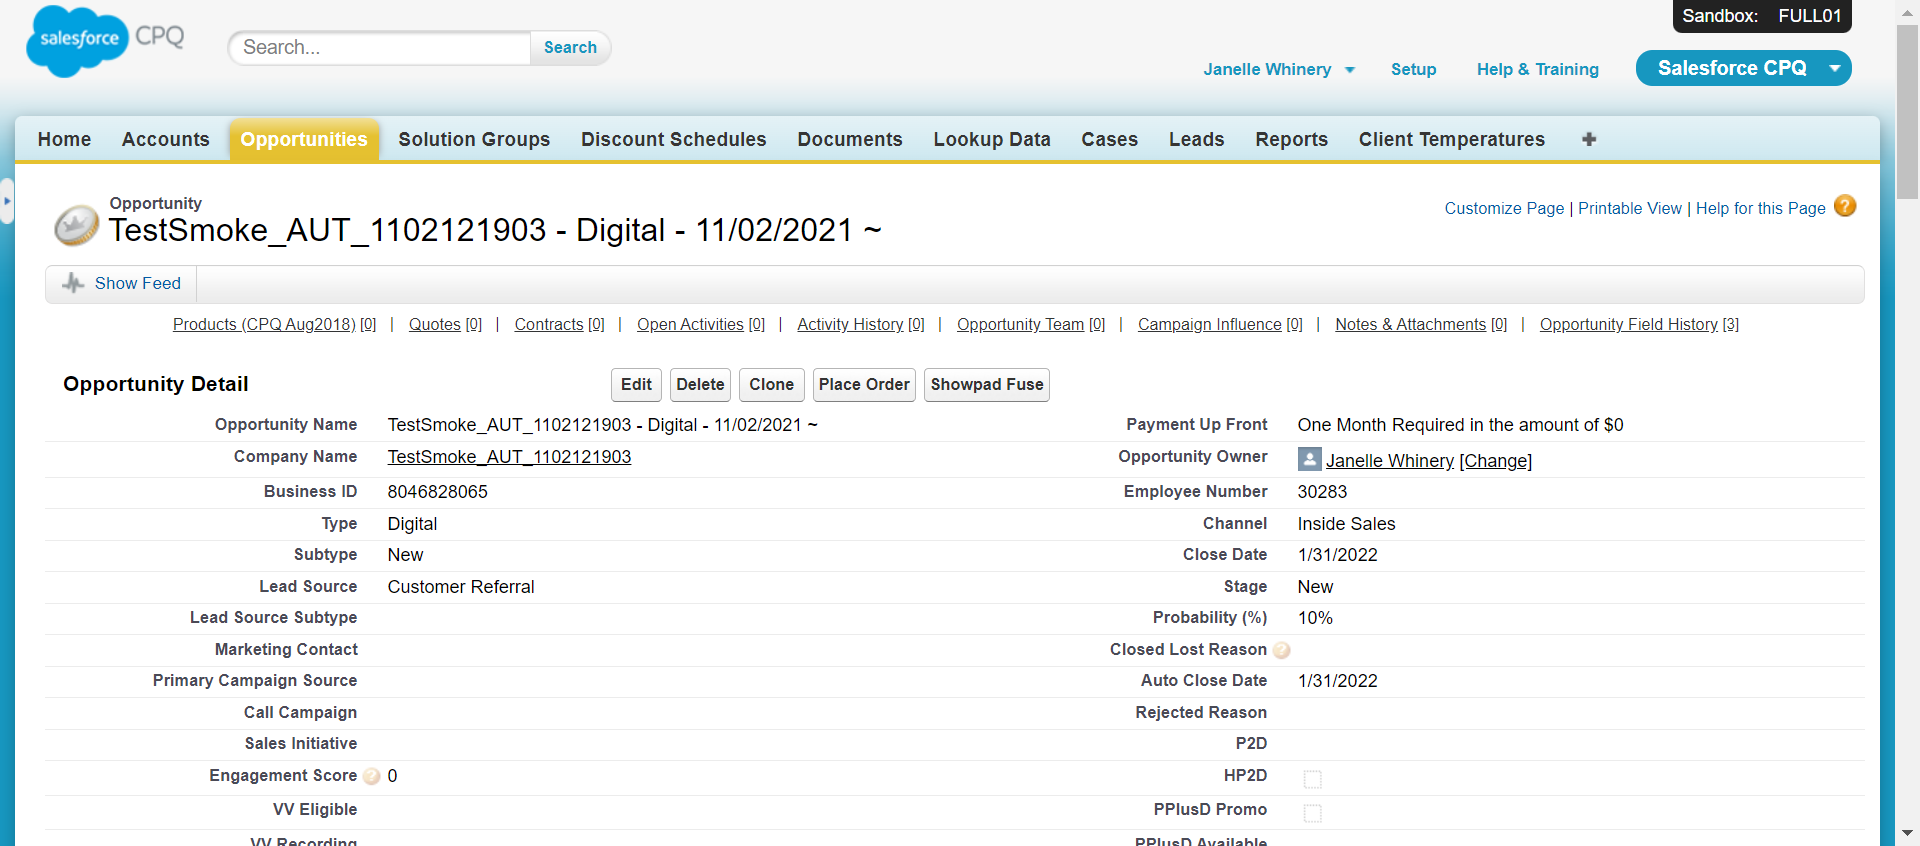 Sandbox: FULL01
salesforce CPQ
Search...
Search
Janelle Whinery
Setup
Help & Training
Salesforce CPQ
Home Accounts Opportunities Solution Groups Discount Schedules Documents Lookup Data Cases Leads Reports Client Temperatures
Opportunity
TestSmoke_AUT_1102121903 - Digital - 11/02/2021 ~
Customize Page | Printable View | Help for this Page ?
Show Feed
Products (CPQ Aug2018) [0] | Quotes [0] | Contracts [0] | Open Activities [0] | Activity History [0] | Opportunity Team [0] | Campaign Influence [0] | Notes & Attachments [0] | Opportunity Field History [3]
Opportunity Detail
Edit Delete Clone Place Order Showpad Fuse
Opportunity Name TestSmoke_AUT_1102121903 - Digital - 11/02/2021 ~ Payment Up Front One Month Required in the amount of $0
Company Name TestSmoke_AUT_1102121903 Opportunity Owner Janelle Whinery [Change]
Business ID 8046828065 Employee Number 30283
Type Digital Channel Inside Sales
Subtype New Close Date 1/31/2022
Lead Source Customer Referral Stage New
Lead Source Subtype Probability (%) 10%
Marketing Contact Closed Lost Reason ?
Primary Campaign Source Auto Close Date 1/31/2022
Call Campaign Rejected Reason
Sales Initiative P2D
Engagement Score ? 0 HP2D
VV Eligible PPlusD Promo
VV Recording PPlusD Available